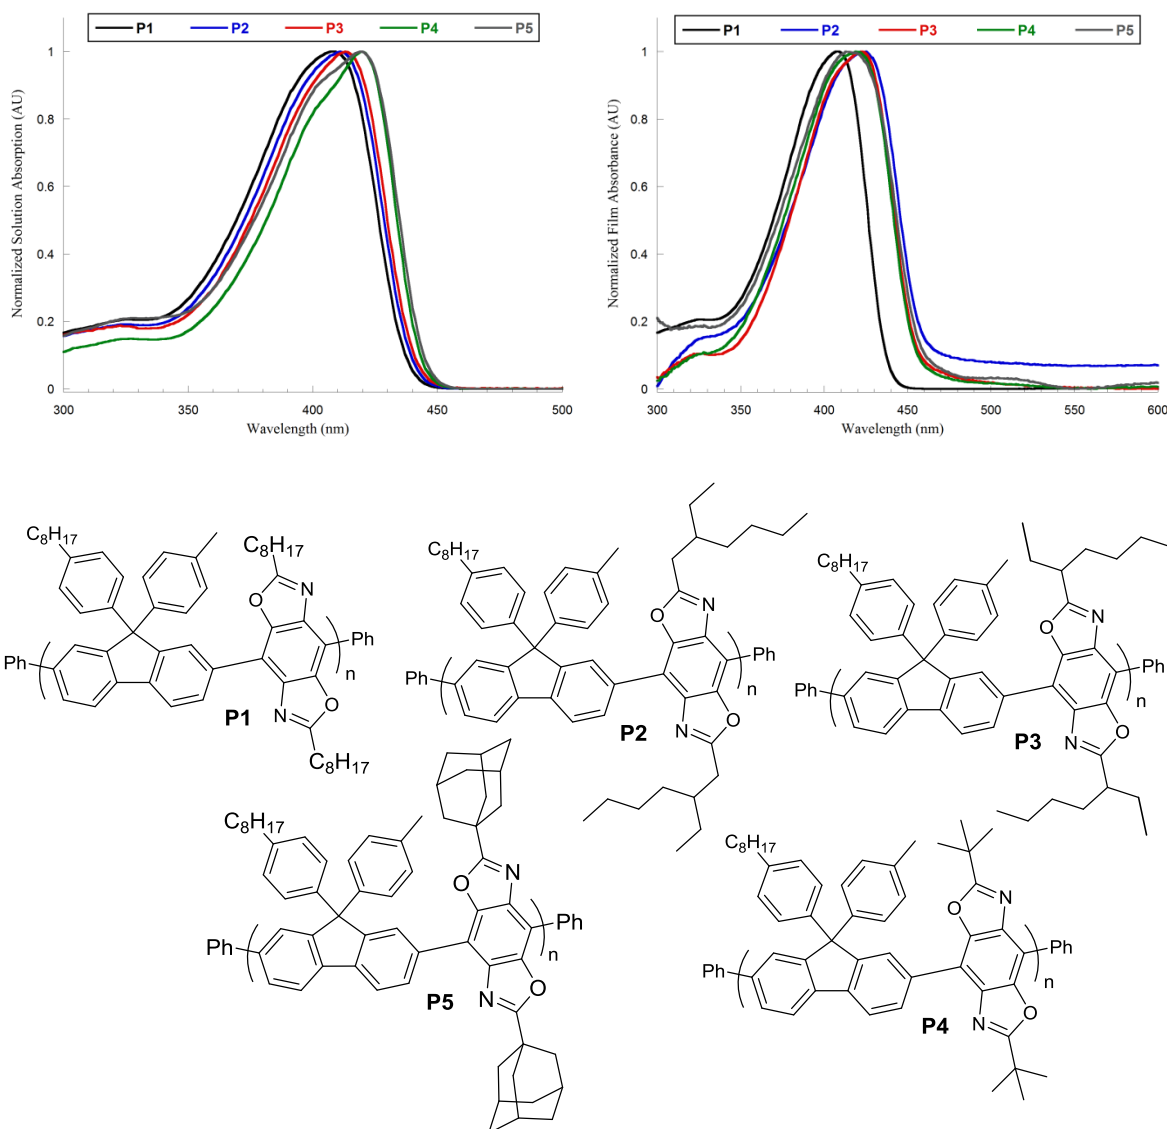 P1 P2 P3 P4 P5
Normalized Solution Absorption (AU)
1
0.8
0.6
0.4
0.2
0
300 350 400 450 500
Wavelength (nm)
P1 P2 P3 P4 P5
Normalized Film Absorbance (AU)
1
0.8
0.6
0.4
0.2
0
300 350 400 450 500 550 600
Wavelength (nm)
C8H17
C8H17
O
N
Ph
Ph
n
O
N
P1
C8H17
C8H17
O
N
Ph
Ph
n
O
N
P2
C8H17
O
N
Ph
Ph
n
O
N
P3
C8H17
O
N
Ph
Ph
n
O
N
P5
C8H17
N
O
Ph
Ph
n
O
N
P4